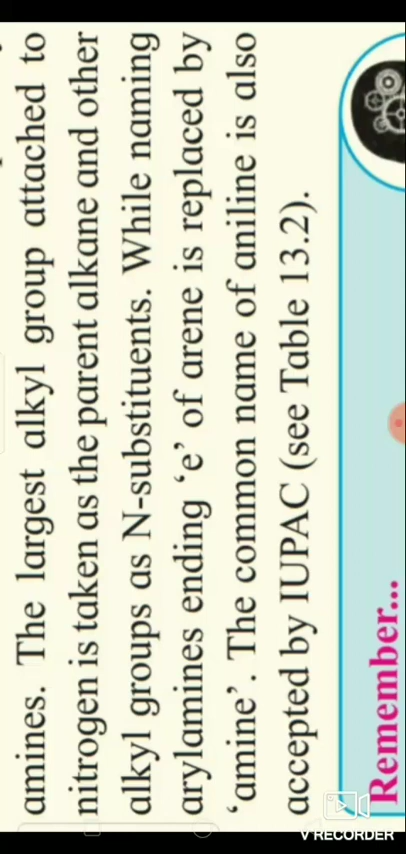 amines. The largest alkyl group attached to
nitrogen is taken as the parent alkane and other
alkyl groups as N-substituents. While naming
arylamines ending ‘e’ of arene is replaced by
‘amine’. The common name of aniline is also
accepted by IUPAC (see Table 13.2).
Remember...
V RECORDER